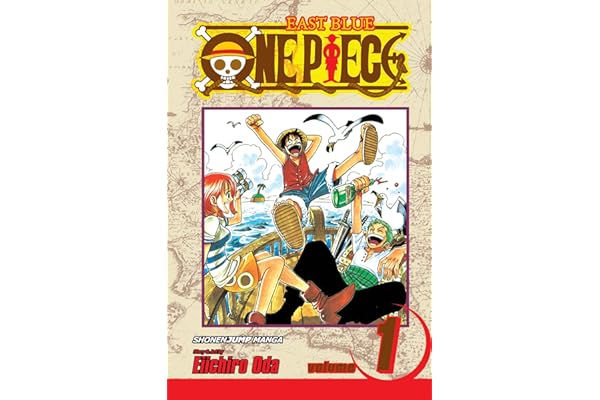 EAST BLUE
ONE PIECE
SHONEN JUMP MANGA
Story & Art by
Eiichiro Oda
volume 1